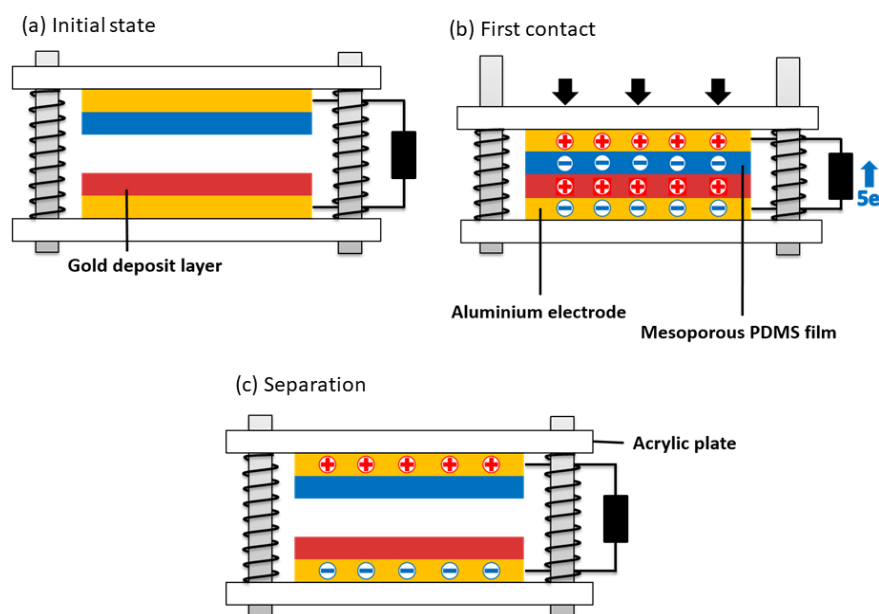 (a) Initial state
Gold deposit layer
(b) First contact
5e
Aluminium electrode
Mesoporous PDMS film
(c) Separation
Acrylic plate